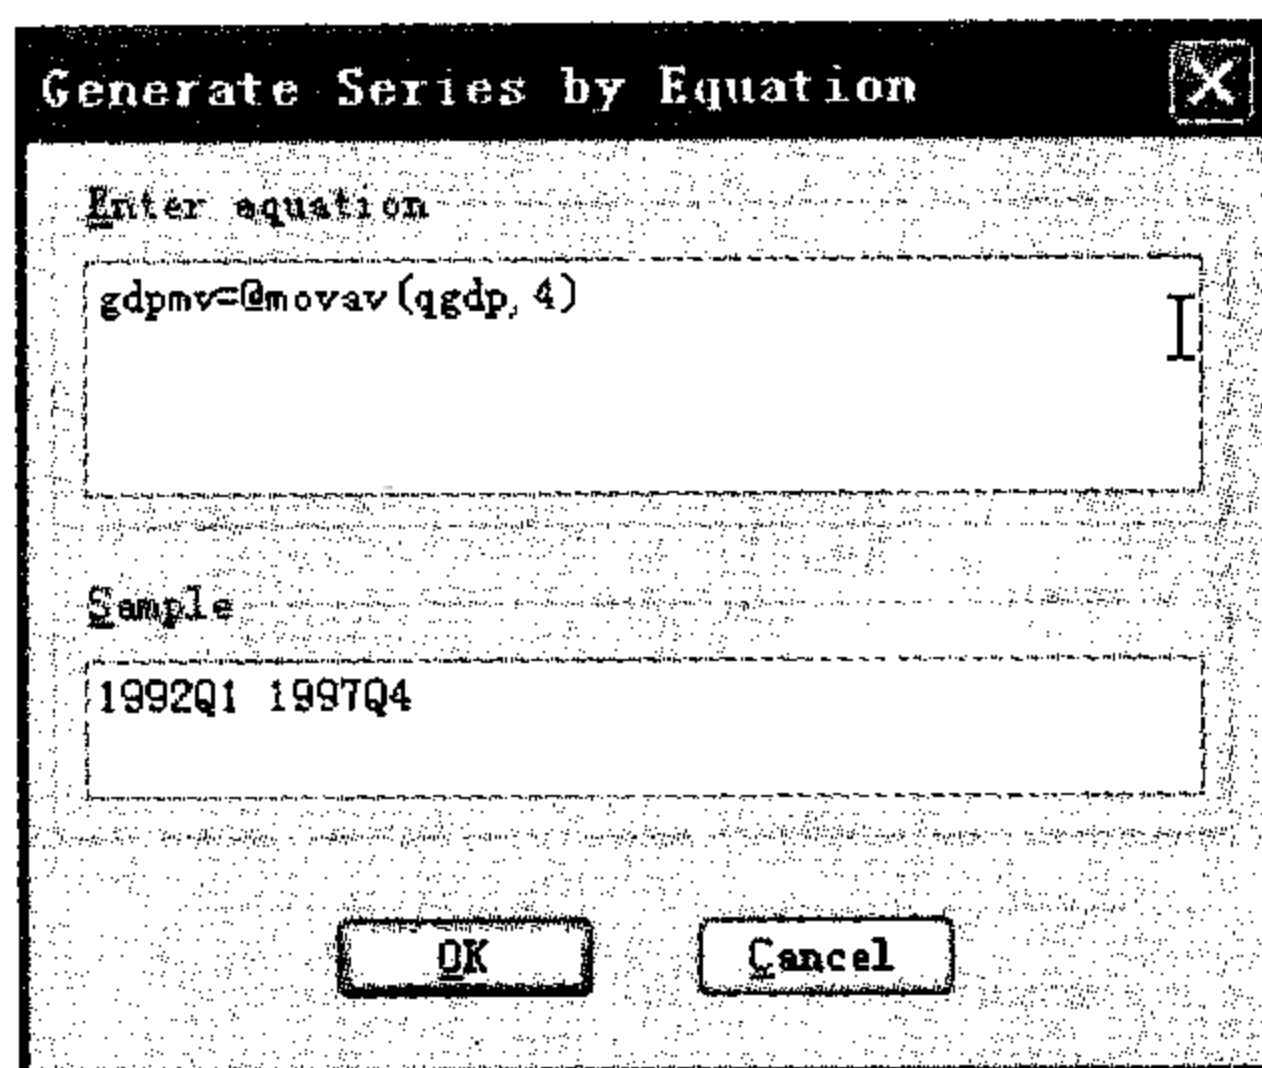 Generate Series by Equation
Enter equation
gdpmv=@movav(qgdp,4)
Sample
1992Q1 1997Q4
OK
Cancel